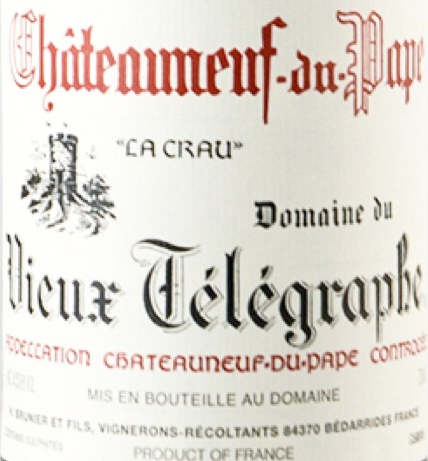 Châteauneuf-du-Pape
"LA CRAU"
Domaine du
Vieux Télégraphe
APPELLATION CHATEAUNEUF-DU-PAPE CONTROLÉE
MIS EN BOUTEILLE AU DOMAINE
H. BRUNIER ET FILS, VIGNERONS-RÉCOLTANTS 84370 BÉDARRIDES FRANCE
PRODUCT OF FRANCE